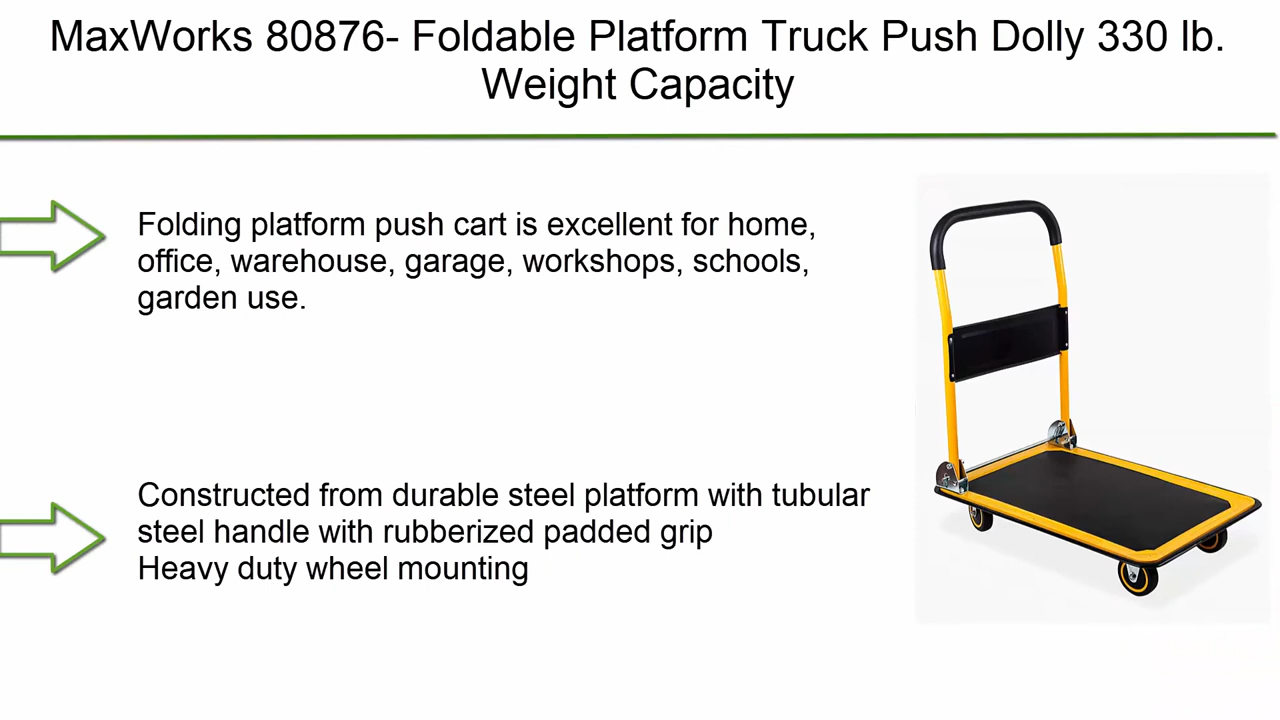 MaxWorks 80876- Foldable Platform Truck Push Dolly 330 lb.
Weight Capacity
Folding platform push cart is excellent for home,
office, warehouse, garage, workshops, schools,
garden use.
Constructed from durable steel platform with tubular
steel handle with rubberized padded grip
Heavy duty wheel mounting